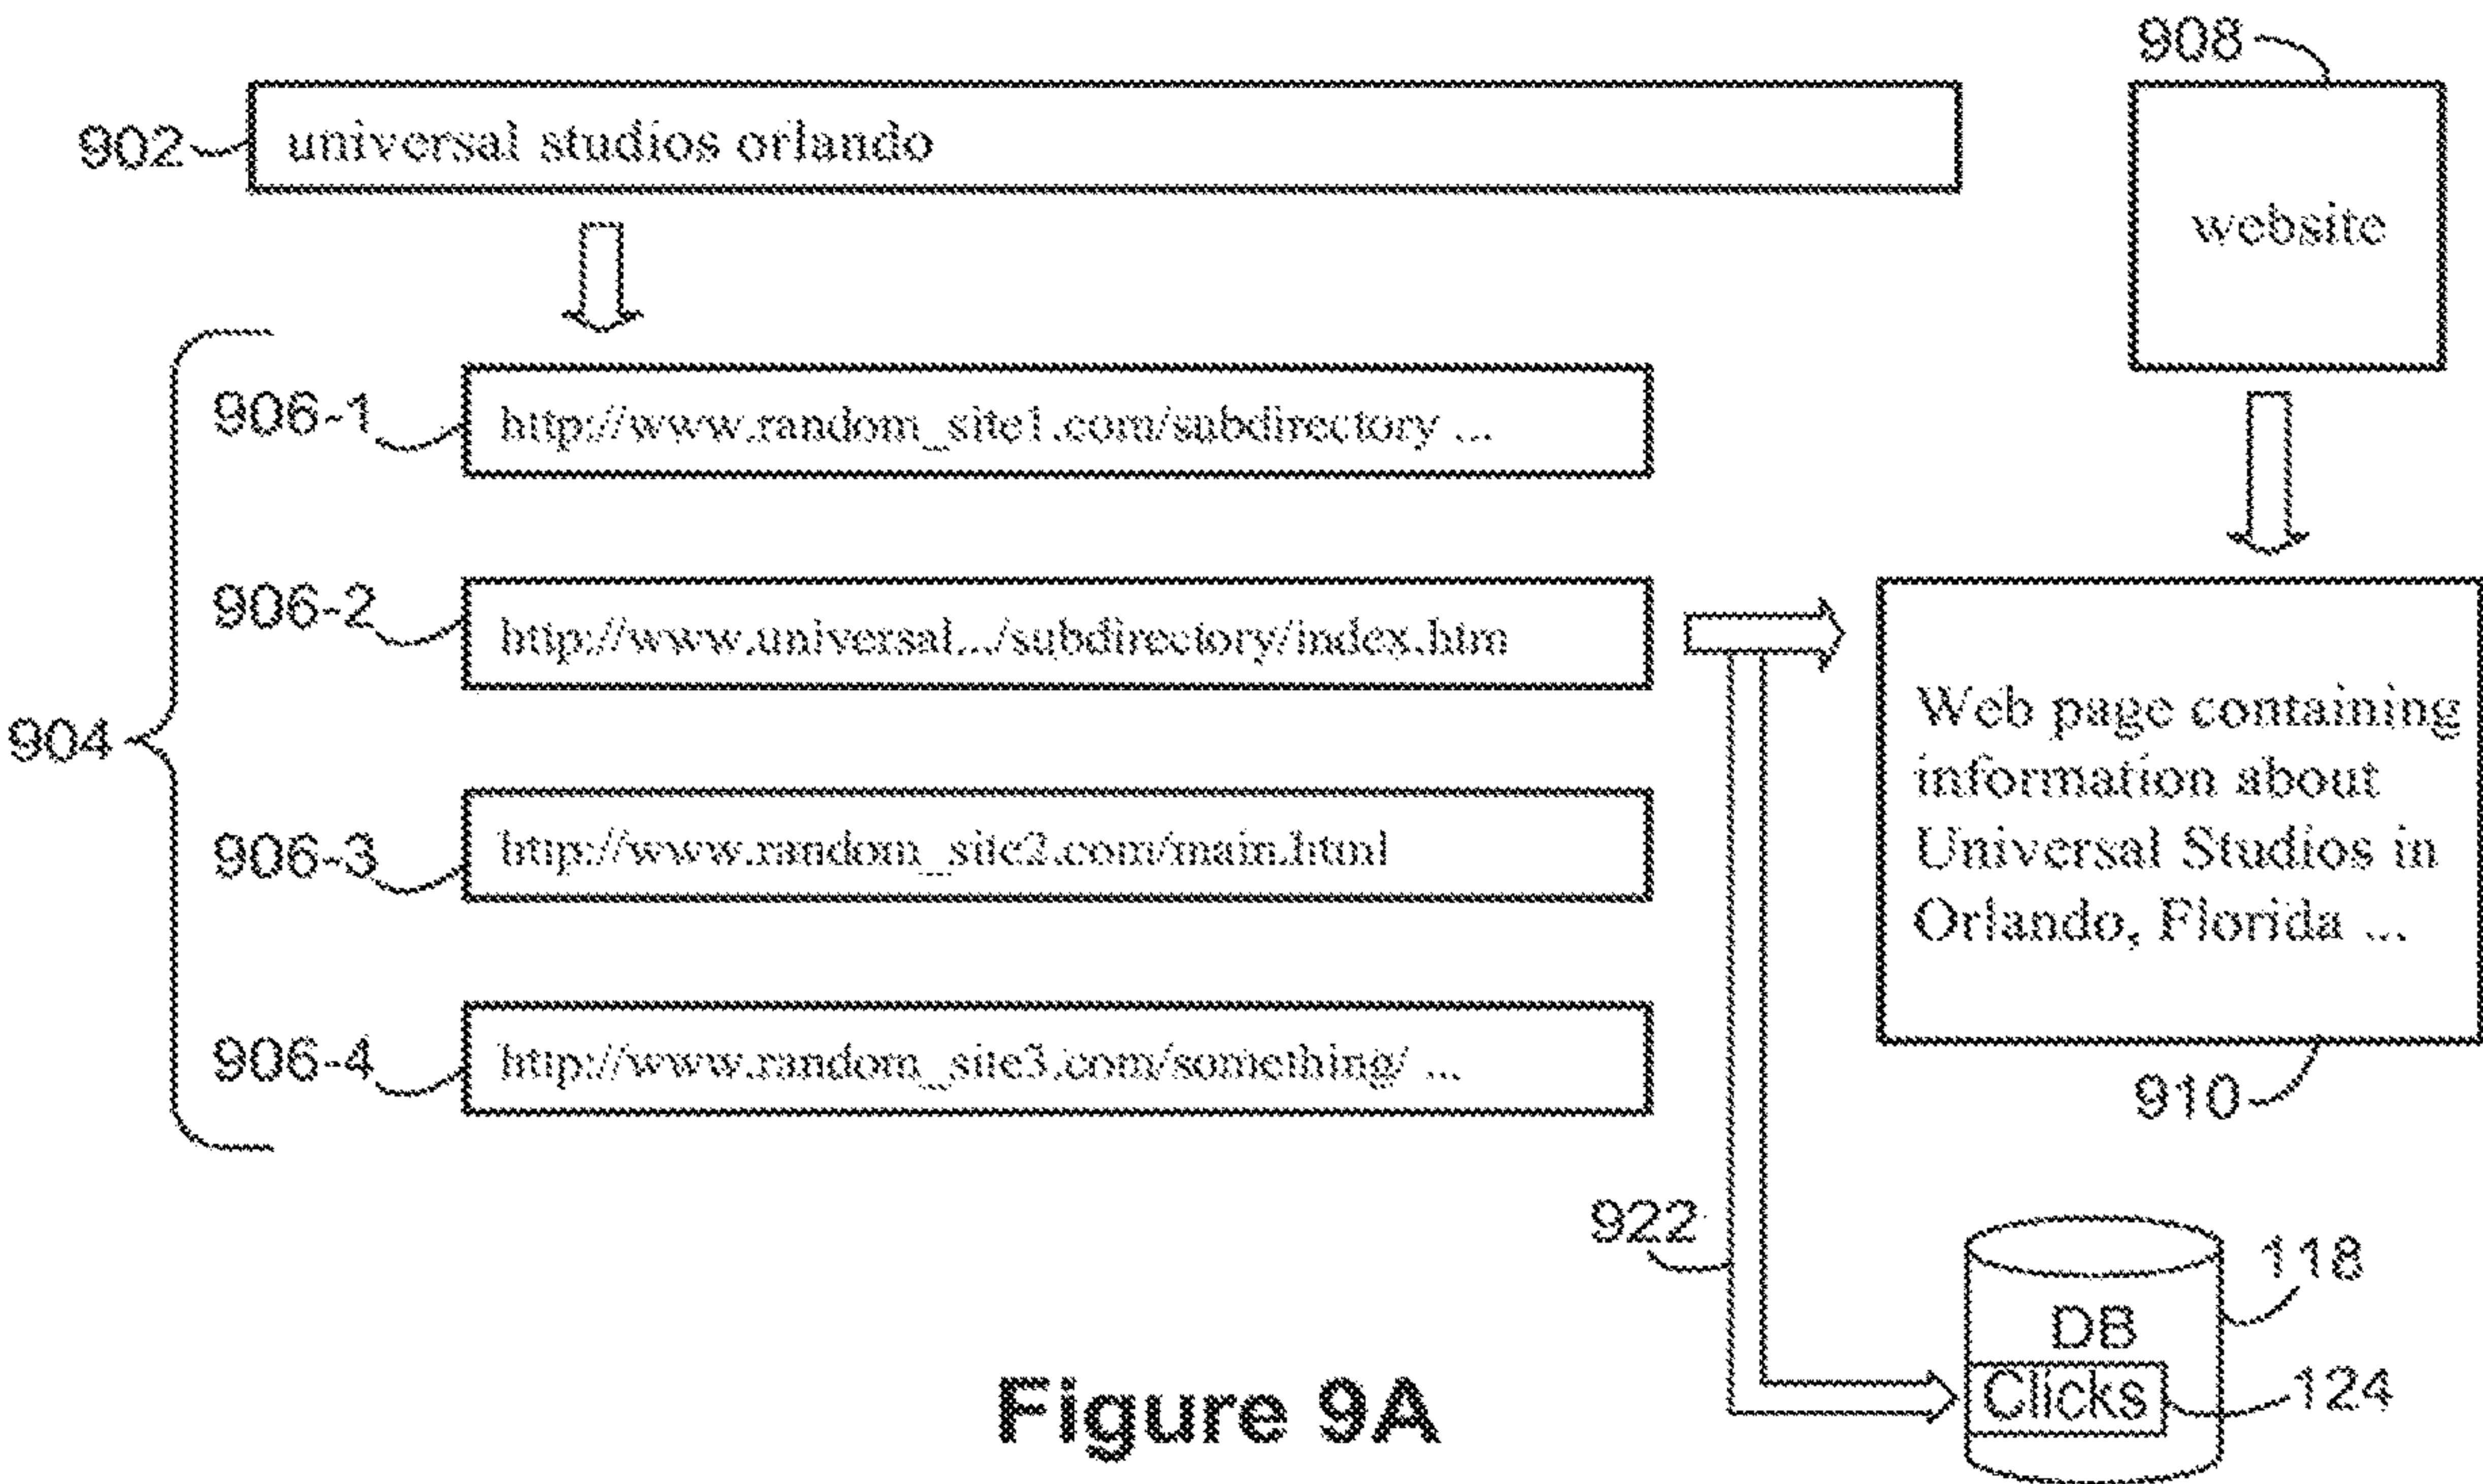 908
902
universal studios orlando
website
906-1
http://www.random_site1.com/subdirectory ...
906-2
http://www.universal.../subdirectory/index.htm
904
Web page containing
information about
Universal Studios in
Orlando, Florida ...
906-3
http://www.random_site2.com/main.html
906-4
http://www.random_site3.com/something/ ...
910
922
118
DB
Clicks
124
Figure 9A